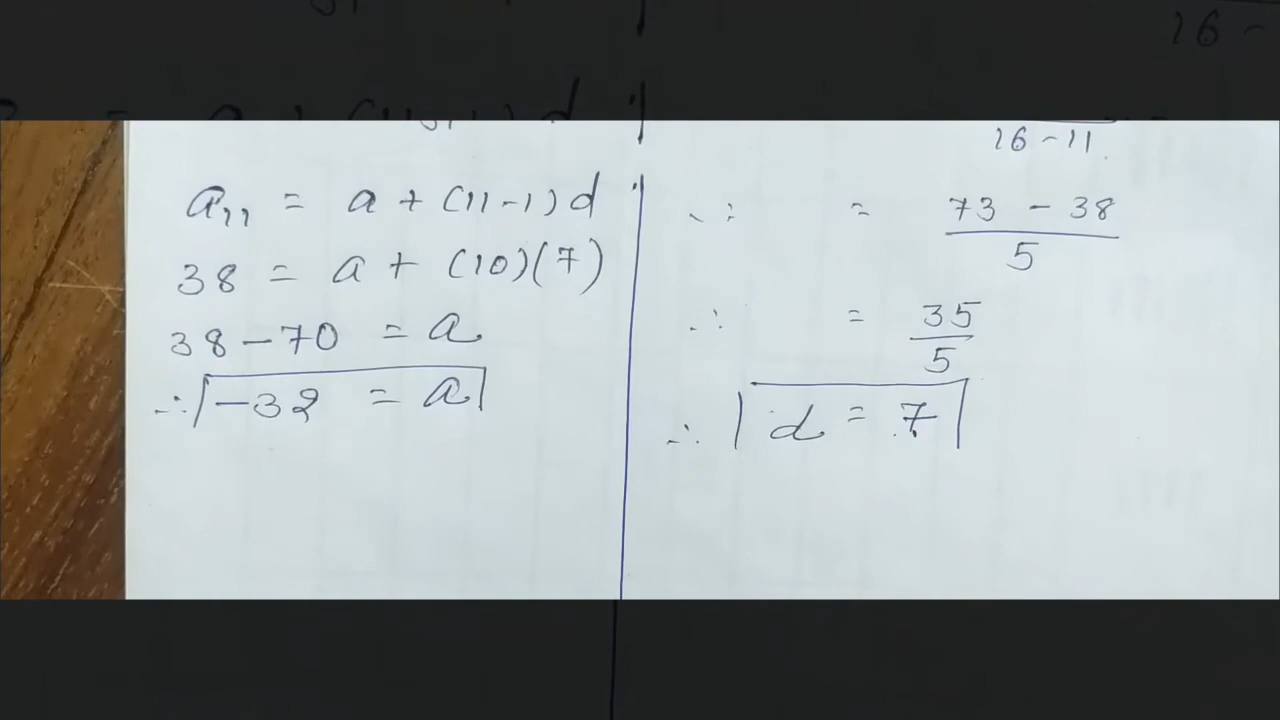 a₁₁ = a + (11-1)d
38 = a + (10)(7)
38 - 70 = a
∴ -32 = a
16 - 11
∴ = 73 - 38
5
∴ = 35
5
∴ d = 7